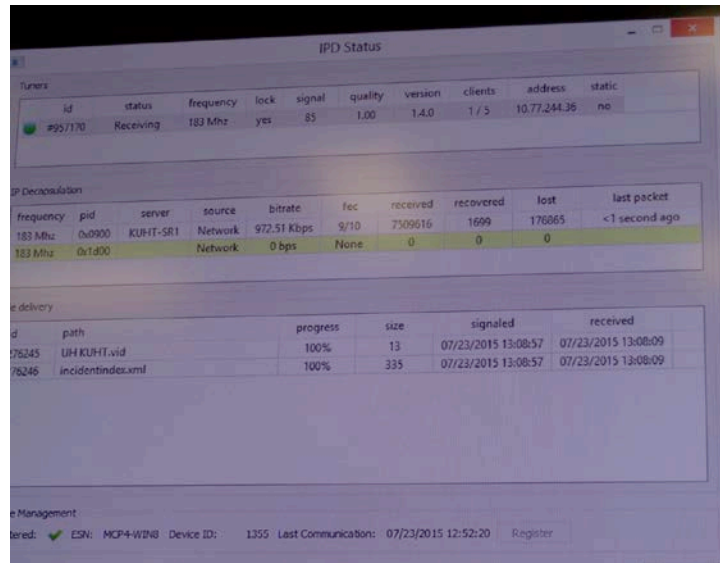 IPD Status
Tuners
id status frequency lock signal quality version clients address static
#957170 Receiving 183 Mhz yes 85 1.00 1.4.0 1 / 5 10.77.244.36 no
IP Decapsulation
frequency pid server source bitrate fec received recovered lost last packet
183 Mhz 0x0900 KUHT-SR1 Network 972.51 Kbps 9/10 7509616 1699 176865 <1 second ago
183 Mhz 0x1d00 Network 0 bps None 0 0 0
e delivery
d path progress size signaled received
76245 UH KUHT.vid 100% 13 07/23/2015 13:08:57 07/23/2015 13:08:09
76246 incidentindex.xml 100% 335 07/23/2015 13:08:57 07/23/2015 13:08:09
e Management
tered: ESN: MCP4-WIN8 Device ID: 1355 Last Communication: 07/23/2015 12:52:20 Register